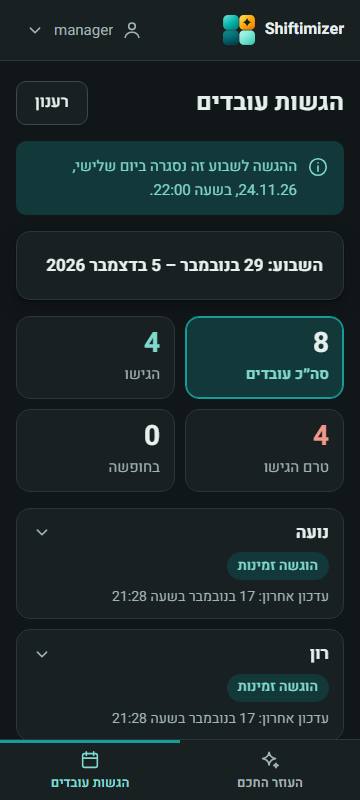 Shiftimizer
manager
הגשות עובדים
רענון
ההגשה לשבוע זה נסגרה ביום שלישי,
24.11.26, בשעה 22:00.
השבוע: 29 בנובמבר – 5 בדצמבר 2026
8
סה״כ עובדים
4
הגישו
4
טרם הגישו
0
בחופשה
נועה
הוגשה זמינות
עדכון אחרון: 17 בנובמבר בשעה 21:28
רון
הוגשה זמינות
עדכון אחרון: 17 בנובמבר בשעה 21:28
העוזר החכם
הגשות עובדים